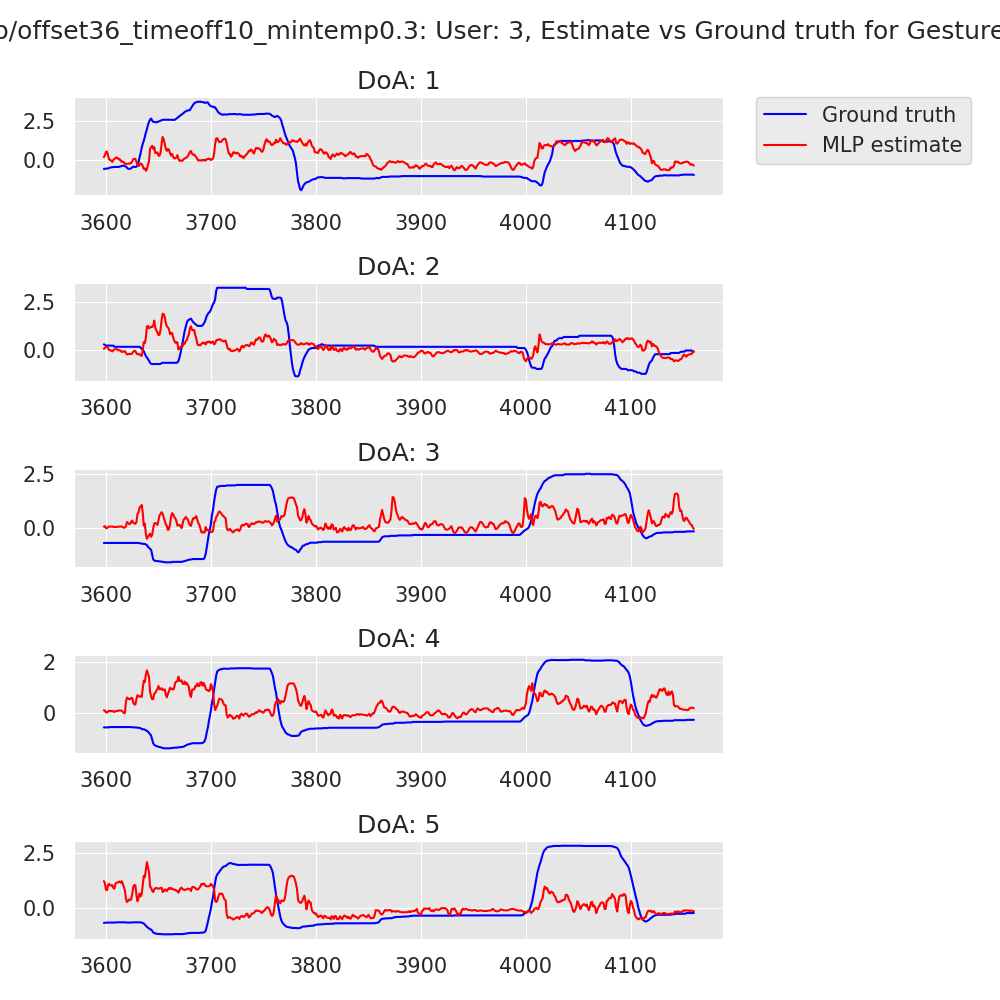 /offset36_timeoff10_mintemp0.3: User: 3, Estimate vs Ground truth for Gesture
DoA: 1
2.5
0.0
3600 3700 3800 3900 4000 4100
Ground truth
MLP estimate
DoA: 2
2.5
0.0
3600 3700 3800 3900 4000 4100
DoA: 3
2.5
0.0
3600 3700 3800 3900 4000 4100
DoA: 4
2
0
3600 3700 3800 3900 4000 4100
DoA: 5
2.5
0.0
3600 3700 3800 3900 4000 4100